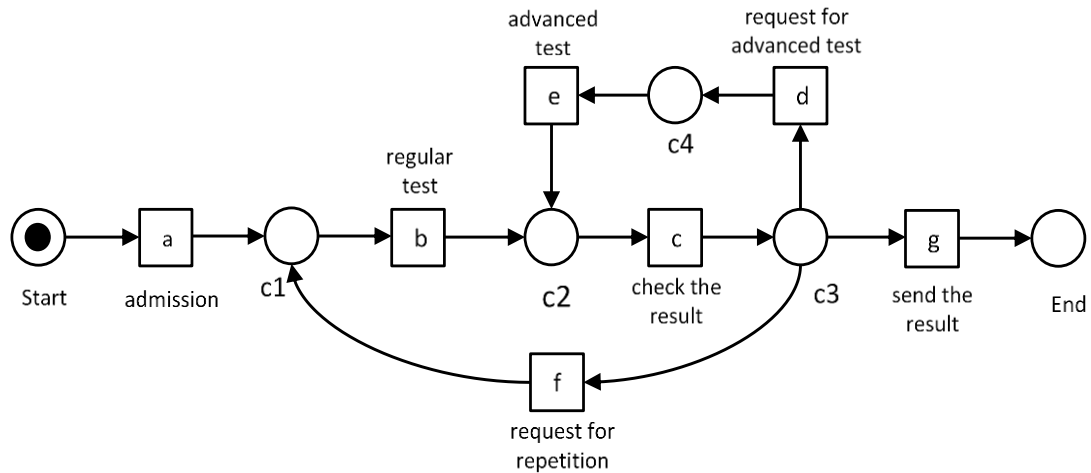 advanced
test
request for
advanced test
e
d
c4
regular
test
a
b
c
g
Start
admission
c1
c2
check the
result
c3
send the
result
End
f
request for
repetition